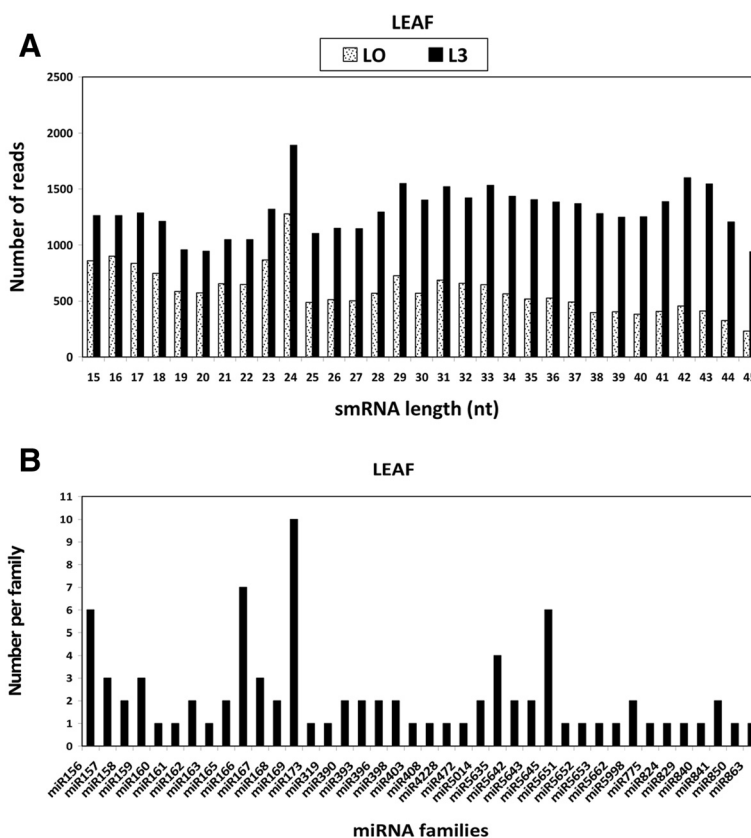 A
LEAF
LO L3
Number of reads
2500
2000
1500
1000
500
0
15 16 17 18 19 20 21 22 23 24 25 26 27 28 29 30 31 32 33 34 35 36 37 38 39 40 41 42 43 44 45
smRNA length (nt)
B
LEAF
Number per family
11
10
9
8
7
6
5
4
3
2
1
0
miR156 miR157 miR158 miR159 miR160 miR161 miR162 miR163 miR165 miR166 miR167 miR168 miR169 miR173 miR319 miR390 miR393 miR396 miR398 miR403 miR408 miR4228 miR472 miR5014 miR5635 miR5642 miR5643 miR5645 miR5651 miR5652 miR5653 miR5662 miR5998 miR775 miR824 miR829 miR840 miR841 miR850 miR863
miRNA families